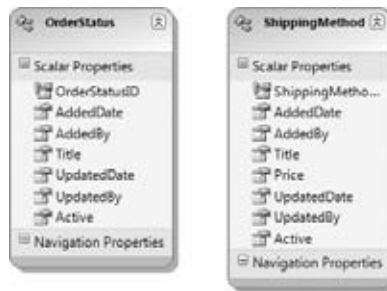 OrderStatus
Scalar Properties
OrderStatusID
AddedDate
AddedBy
Title
UpdatedDate
UpdatedBy
Active
Navigation Properties
ShippingMethod
Scalar Properties
ShippingMetho...
AddedDate
AddedBy
Title
Price
UpdatedDate
UpdatedBy
Active
Navigation Properties